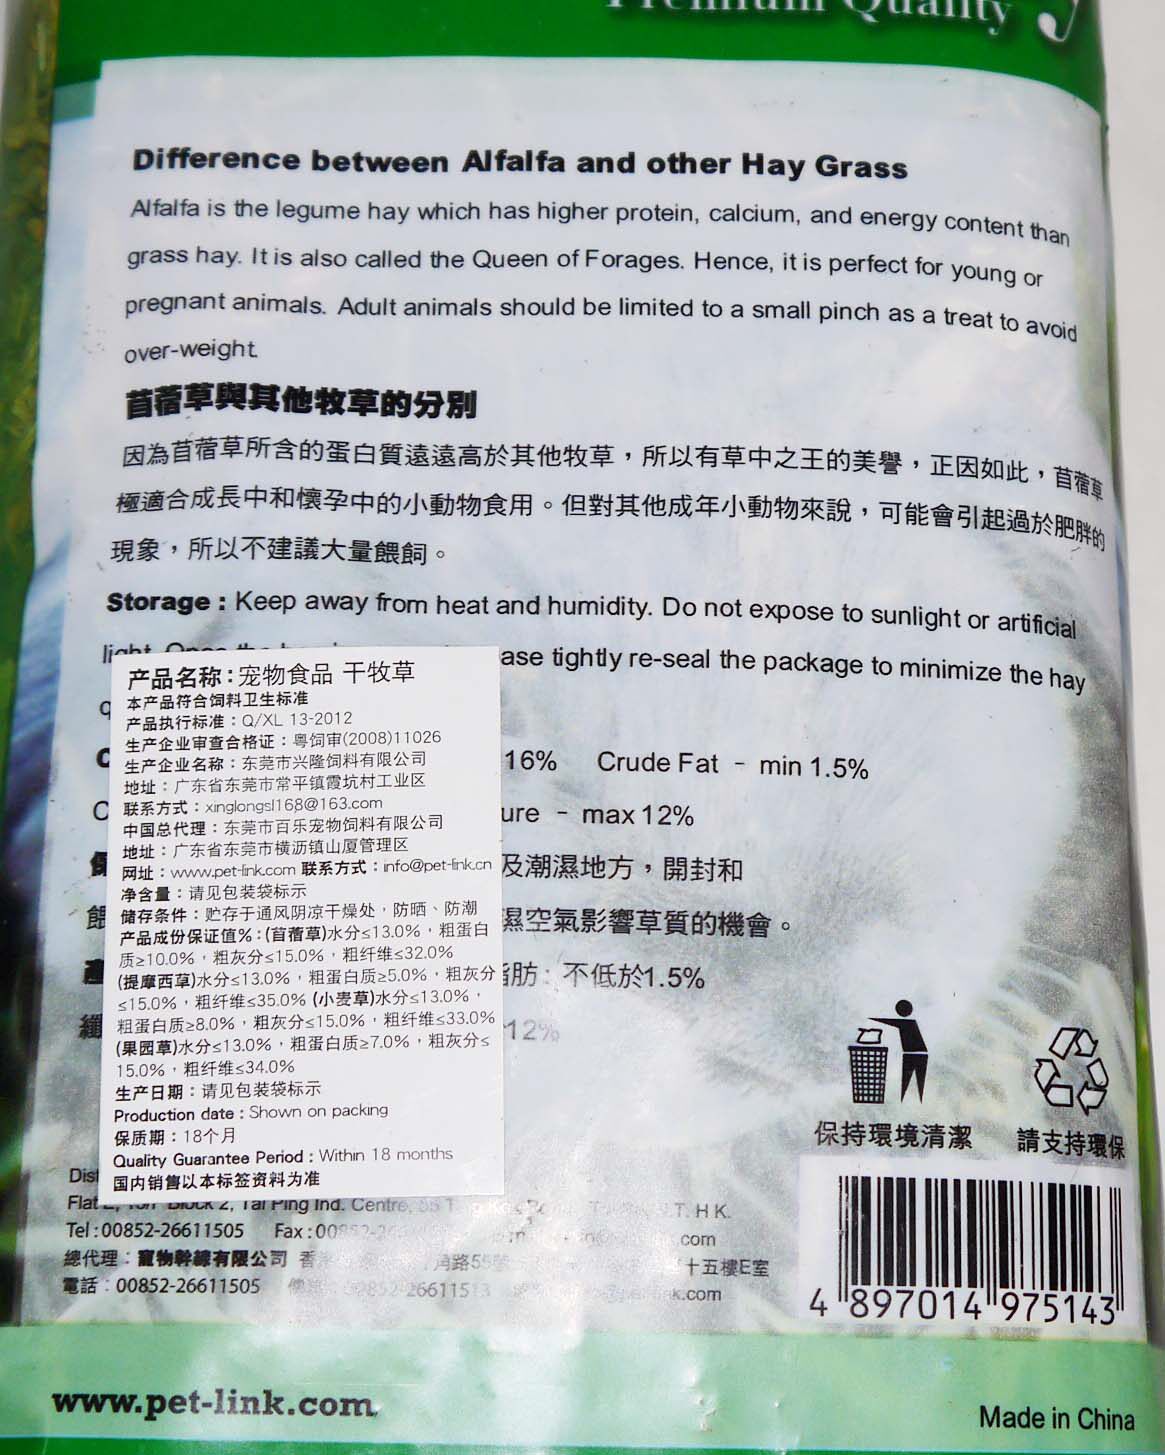 Premium Quality
Difference between Alfalfa and other Hay Grass
Alfalfa is the legume hay which has higher protein, calcium, and energy content than
grass hay. It is also called the Queen of Forages. Hence, it is perfect for young or
pregnant animals. Adult animals should be limited to a small pinch as a treat to avoid
over-weight.
苜蓿草與其他牧草的分別
因為苜蓿草所含的蛋白質遠遠高於其他牧草，所以有草中之王的美譽，正因如此，苜蓿草
極適合成長中和懷孕中的小動物食用。但對其他成年小動物來說，可能會引起過於肥胖的
現象，所以不建議大量餵飼。
Storage : Keep away from heat and humidity. Do not expose to sunlight or artificial
light. Once the ase tightly re-seal the package to minimize the hay
16% Crude Fat - min 1.5%
ure - max 12%
及潮濕地方，開封和
濕空氣影響草質的機會。
脂肪：不低於1.5%
12%
产品名称：宠物食品 干牧草
本产品符合饲料卫生标准
产品执行标准：Q/XL 13-2012
生产企业审查合格证：粤饲审(2008)11026
生产企业名称：东莞市兴隆饲料有限公司
地址：广东省东莞市常平镇霞坑村工业区
联系方式：xinglongsl168@163.com
中国总代理：东莞市百乐宠物饲料有限公司
地址：广东省东莞市横沥镇山厦管理区
网址：www.pet-link.com 联系方式：info@pet-link.cn
净含量：请见包装袋标示
储存条件：贮存于通风阴凉干燥处，防晒、防潮
产品成份保证值%：(苜蓿草)水分≤13.0%，粗蛋白
质≥10.0%，粗灰分≤15.0%，粗纤维≤32.0%
(提摩西草)水分≤13.0%，粗蛋白质≥5.0%，粗灰分
≤15.0%，粗纤维≤35.0% (小麦草)水分≤13.0%，
粗蛋白质≥8.0%，粗灰分≤15.0%，粗纤维≤33.0%
(果园草)水分≤13.0%，粗蛋白质≥7.0%，粗灰分≤
15.0%，粗纤维≤34.0%
生产日期：请见包装袋标示
Production date : Shown on packing
保质期：18个月
Quality Guarantee Period : Within 18 months
国内销售以本标签资料为准
保持環境清潔
請支持環保
Dis
Flat Block 2, Tai Ping Ind. Centre, T. H K.
Tel :00852-26611505 Fax : com
總代理：寵物幹線有限公司 角路55號 十五樓E室
電話：00852-26611505 k.com
4 897014 975143
www.pet-link.com
Made in China